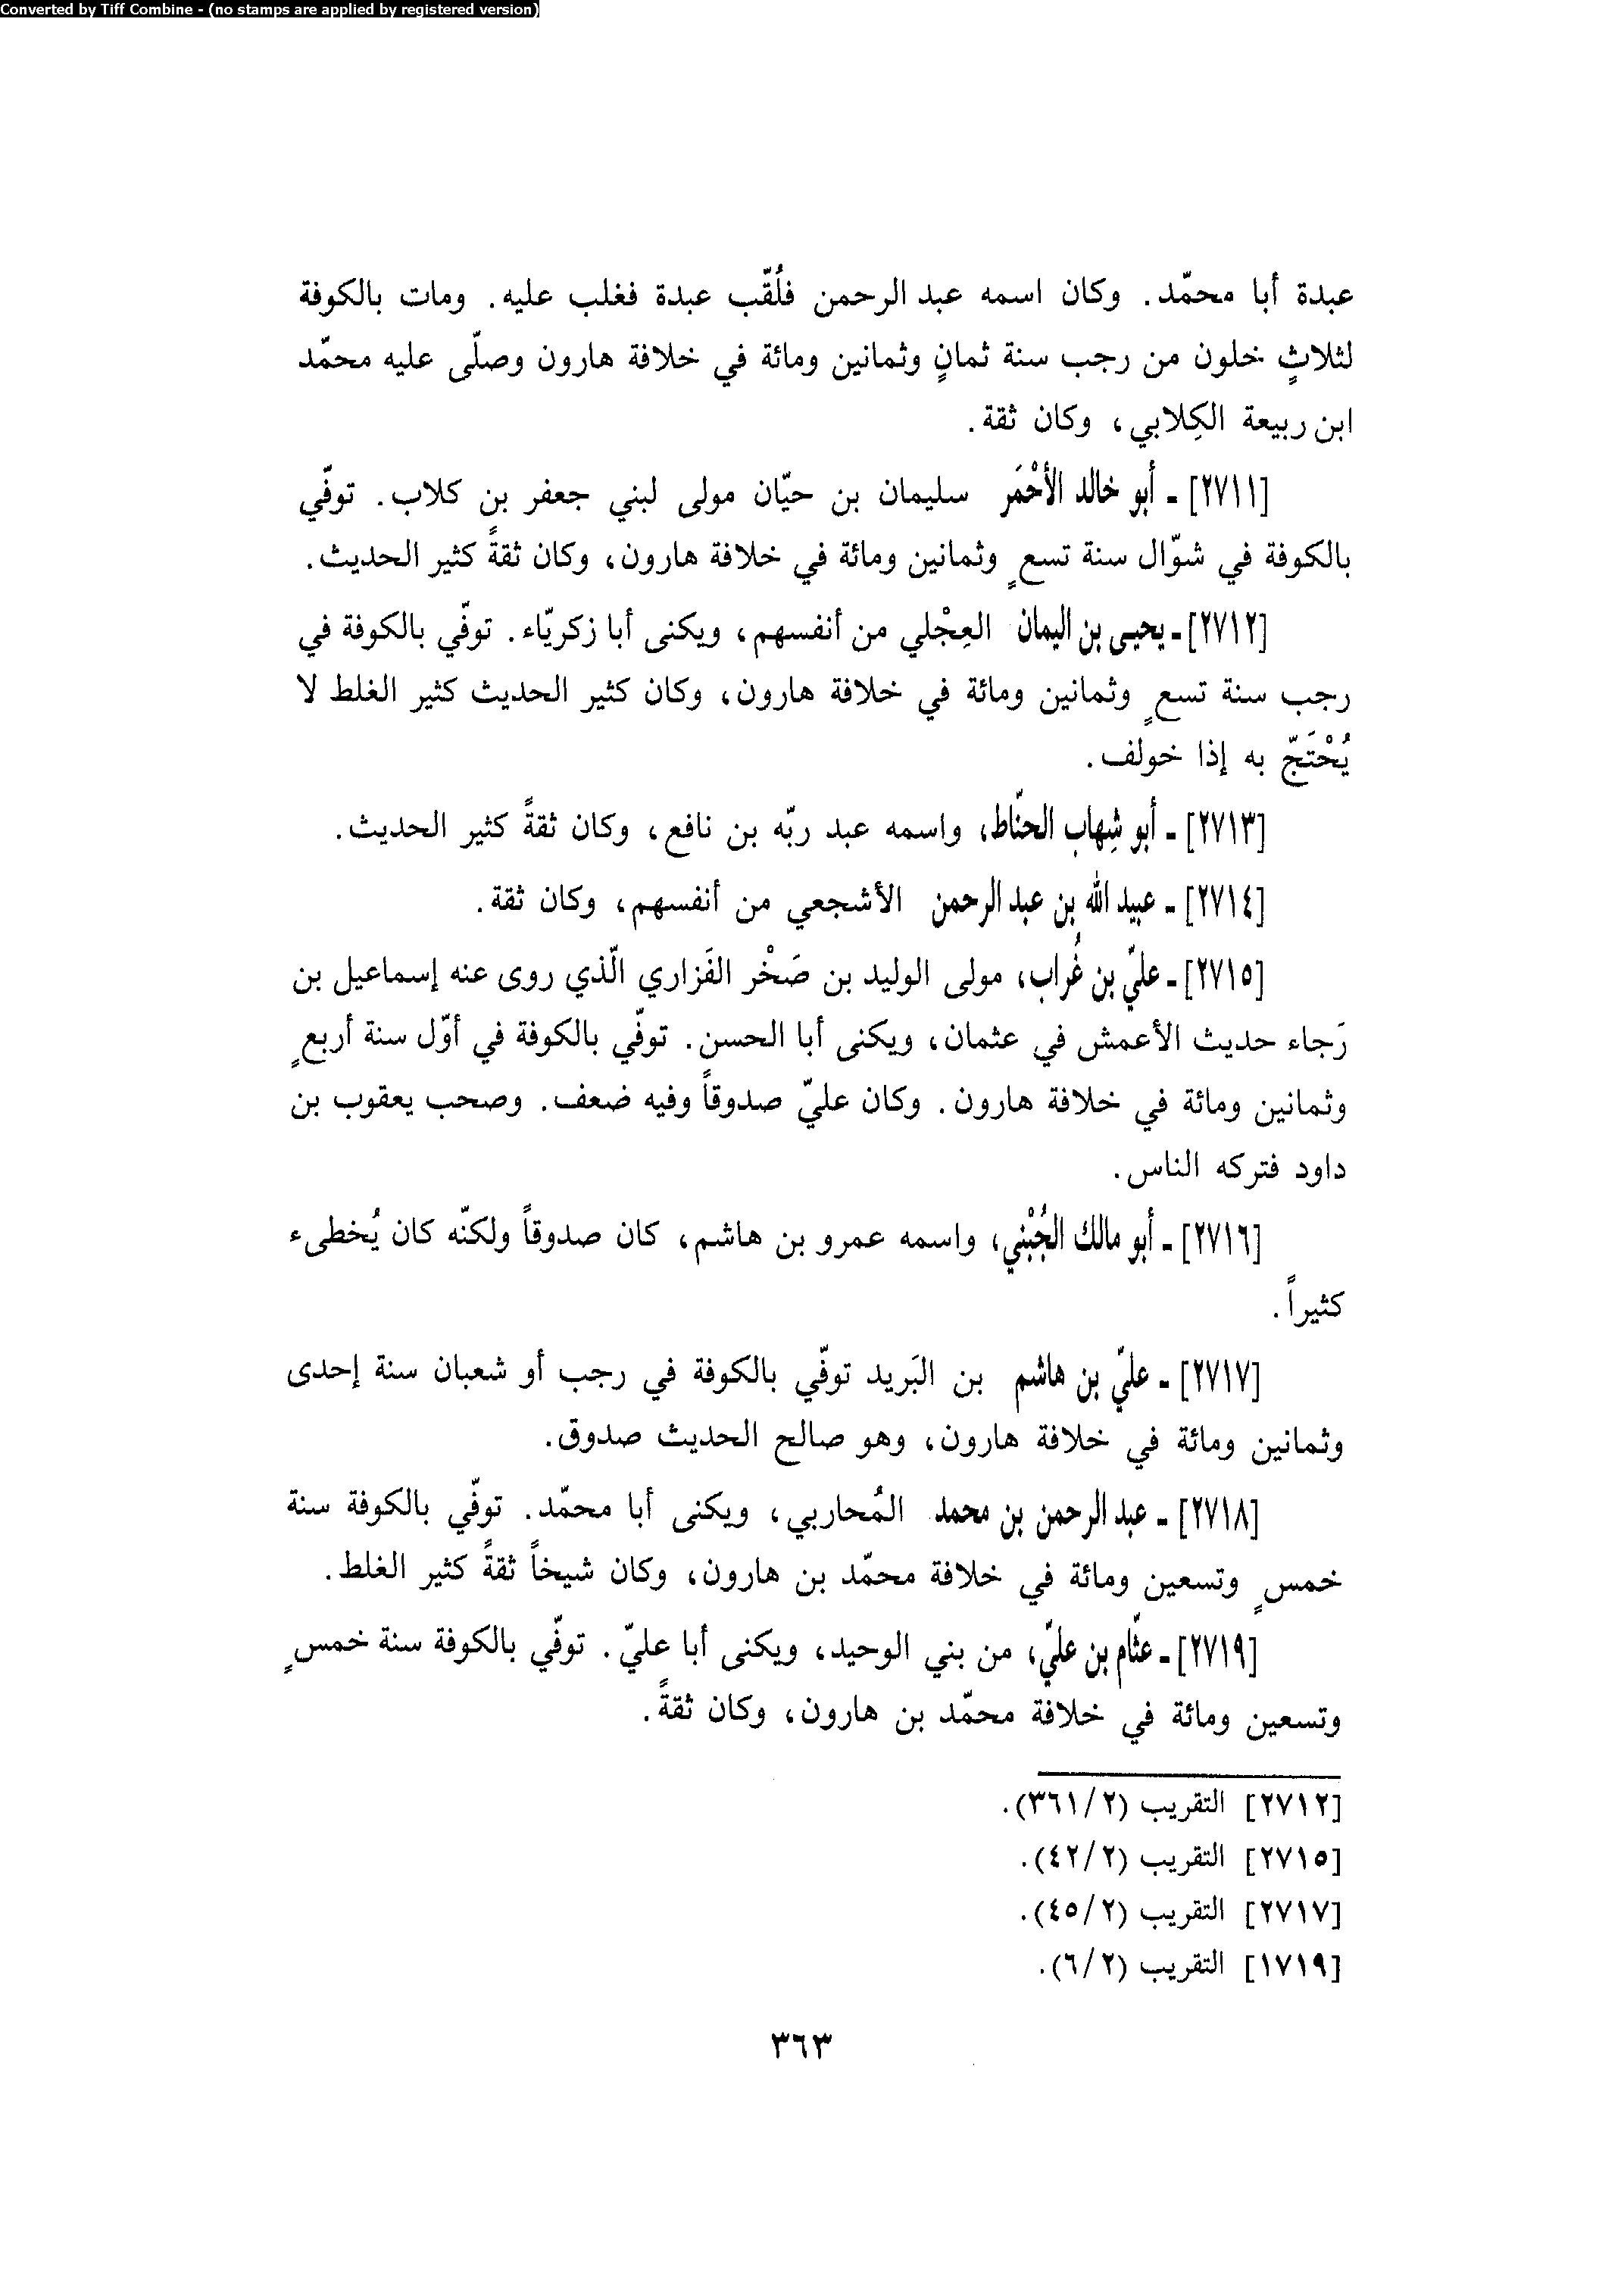 Converted by Tiff Combine - (no stamps are applied by registered version)
عبدة أبا محمّد. وكان اسمه عبد الرحمن فلُقّب عبدة فغلب عليه. ومات بالكوفة
لثلاثٍ خلون من رجب سنة ثمانٍ وثمانين ومائة في خلافة هارون وصلّى عليه محمّد
ابن ربيعة الكِلابي، وكان ثقة.
[٢٧١١] ـ أبو خالد الأحْمَر سليمان بن حيّان مولى لبني جعفر بن كلاب. توفّي
بالكوفة في شوّال سنة تسعٍ وثمانين ومائة في خلافة هارون، وكان ثقةً كثير الحديث.
[٢٧١٢] ـ يحيـى بن اليمان العِجْلي من أنفسهم، ويكنى أبا زكريّاء. توفّي بالكوفة في
رجب سنة تسعٍ وثمانين ومائة في خلافة هارون، وكان كثير الحديث كثير الغلط لا
يُحْتَجّ به إذا خولف.
[٢٧١٣] ـ أبو شِهاب الحنّاط، واسمه عبد ربّه بن نافع، وكان ثقةً كثير الحديث.
[٢٧١٤] ـ عبيد الله بن عبد الرحمن الأشجعي من أنفسهم، وكان ثقة.
[٢٧١٥] ـ عليّ بن غُراب، مولى الوليد بن صَخْر الفَزاري الّذي روى عنه إسماعيل بن
رَجاء حديث الأعمش في عثمان، ويكنى أبا الحسن. توفّي بالكوفة في أوّل سنة أربعٍ
وثمانين ومائة في خلافة هارون. وكان عليّ صدوقاً وفيه ضعف. وصحب يعقوب بن
داود فتركه الناس.
[٢٧١٦] ـ أبو مالك الجُبْني، واسمه عمرو بن هاشم، كان صدوقاً ولكنّه كان يُخطىء
كثيراً.
[٢٧١٧] ـ عليّ بن هاشم بن البَريد توفّي بالكوفة في رجب أو شعبان سنة إحدى
وثمانين ومائة في خلافة هارون، وهو صالح الحديث صدوق.
[٢٧١٨] ـ عبد الرحمن بن محمد المُحاربي، ويكنى أبا محمّد. توفّي بالكوفة سنة
خمسٍ وتسعين ومائة في خلافة محمّد بن هارون، وكان شيخاً ثقةً كثير الغلط.
[٢٧١٩] ـ عثّام بن عليّ، من بني الوحيد، ويكنى أبا عليّ. توفّي بالكوفة سنة خمسٍ
وتسعين ومائة في خلافة محمّد بن هارون، وكان ثقةً.
[٢٧١٢] التقريب (٢/ ٣٦١).
[٢٧١٥] التقريب (٢/ ٤٢).
[٢٧١٧] التقريب (٢/ ٤٥).
[١٧١٩] التقريب (٢/ ٦).
٣٦٣